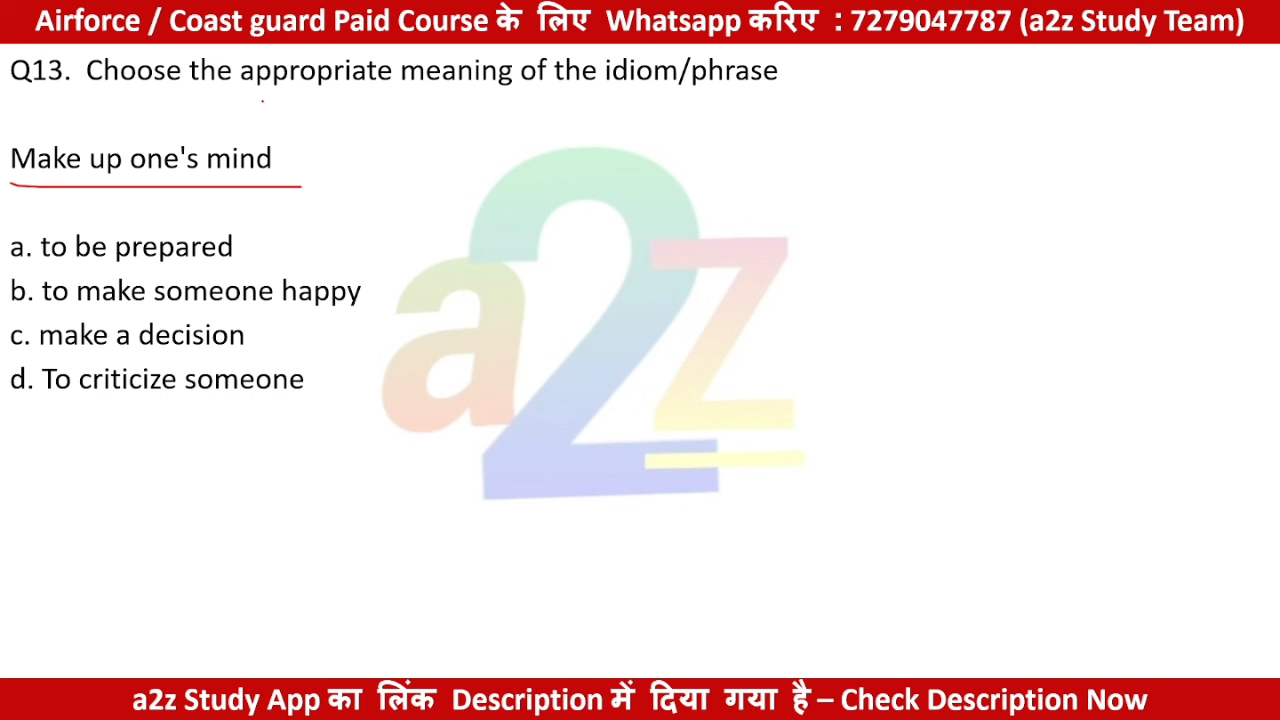 Airforce / Coast guard Paid Course के लिए Whatsapp करिए : 7279047787 (a2z Study Team)
Q13. Choose the appropriate meaning of the idiom/phrase
Make up one's mind
a. to be prepared
b. to make someone happy
c. make a decision
d. To criticize someone
a2z
a2z Study App का लिंक Description में दिया गया है – Check Description Now